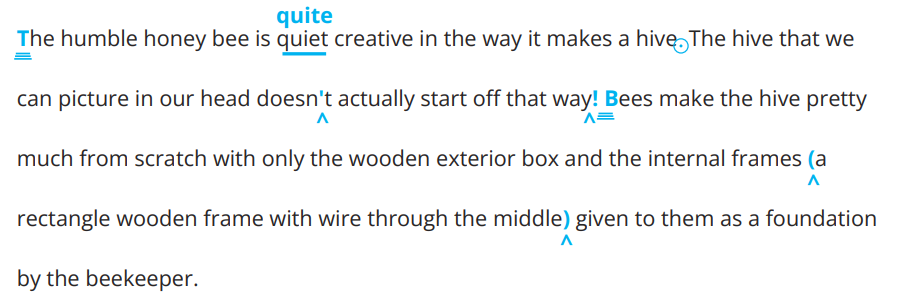 quite
The humble honey bee is quiet creative in the way it makes a hive. The hive that we
can picture in our head doesn't actually start off that way! Bees make the hive pretty
much from scratch with only the wooden exterior box and the internal frames (a
rectangle wooden frame with wire through the middle) given to them as a foundation
by the beekeeper.